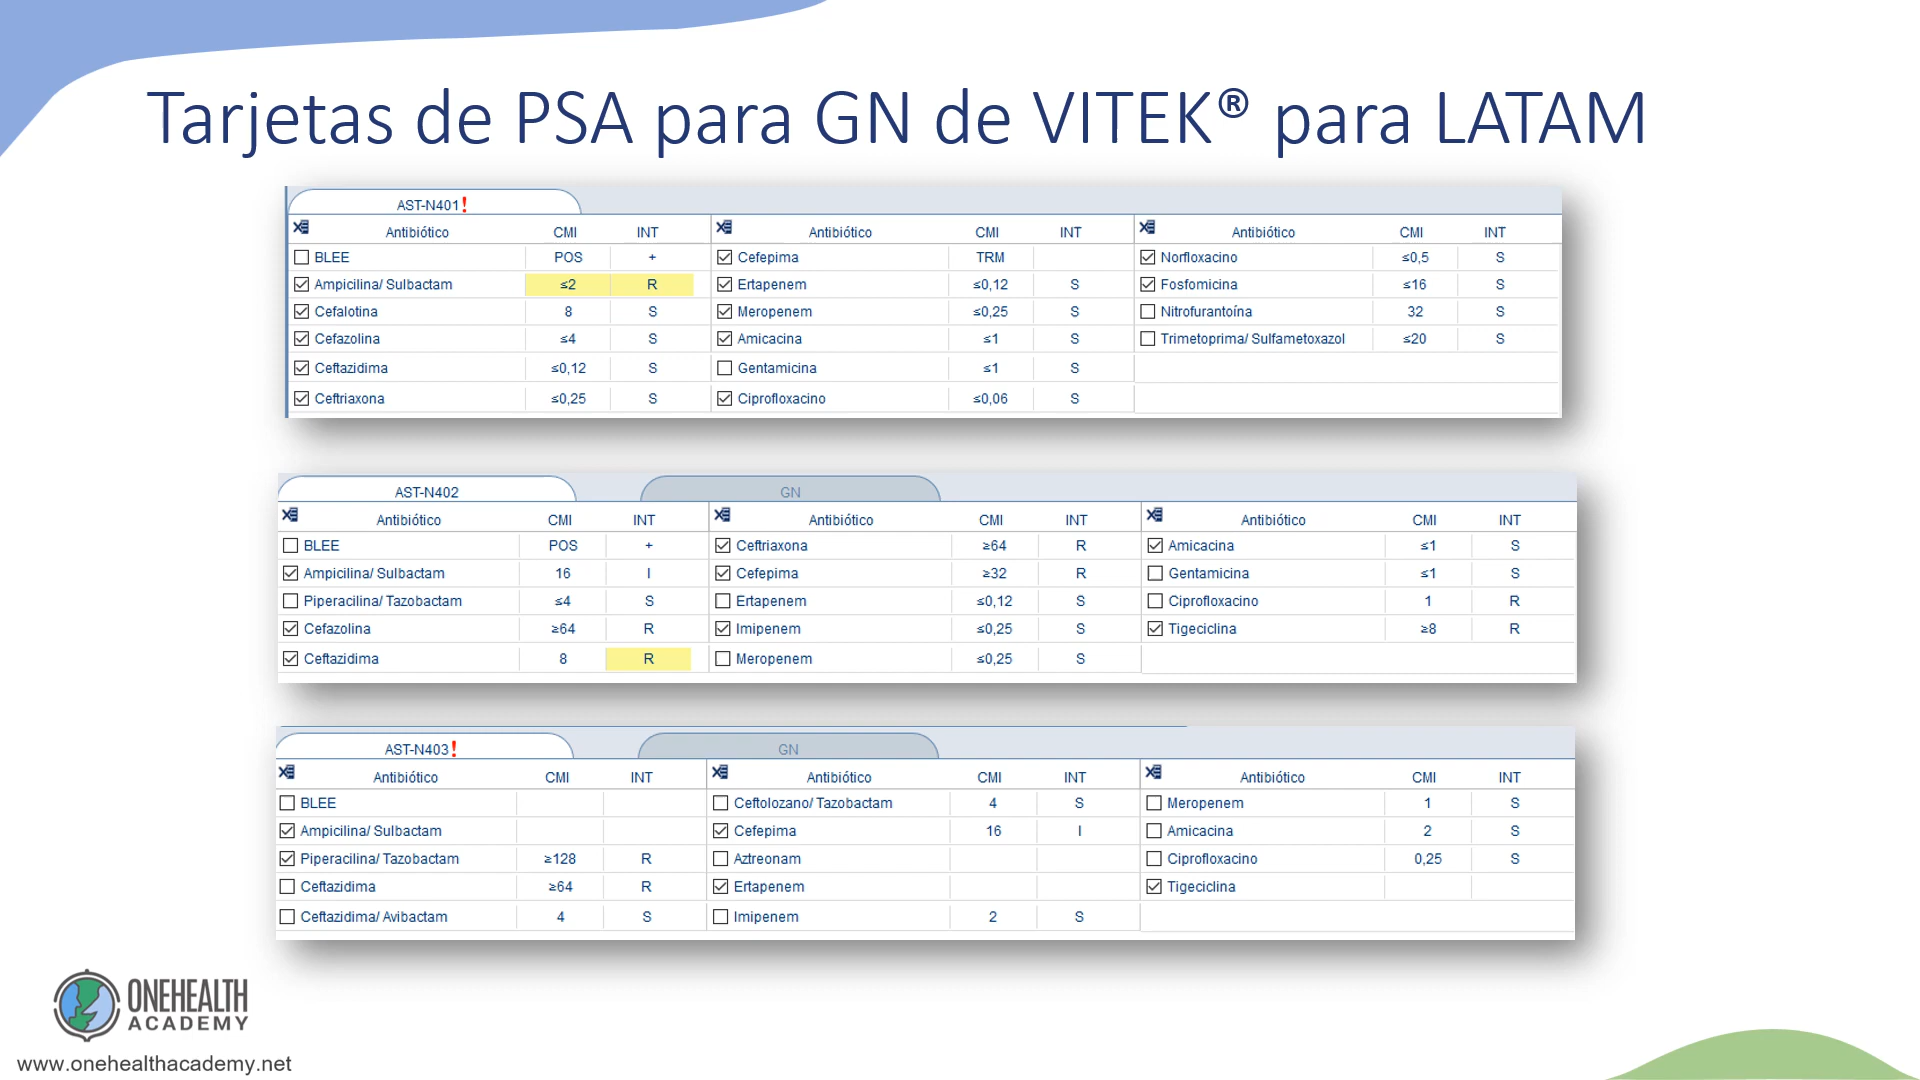 Tarjetas de PSA para GN de VITEK® para LATAM
AST-N401!
Antibiótico CMI INT Antibiótico CMI INT Antibiótico CMI INT
BLEE POS + Cefepima TRM Norfloxacino ≤0,5 S
Ampicilina/ Sulbactam ≤2 R Ertapenem ≤0,12 S Fosfomicina ≤16 S
Cefalotina 8 S Meropenem ≤0,25 S Nitrofurantoína 32 S
Cefazolina ≤4 S Amicacina ≤1 S Trimetoprima/ Sulfametoxazol ≤20 S
Ceftazidima ≤0,12 S Gentamicina ≤1 S
Ceftriaxona ≤0,25 S Ciprofloxacino ≤0,06 S
AST-N402 GN
Antibiótico CMI INT Antibiótico CMI INT Antibiótico CMI INT
BLEE POS + Ceftriaxona ≥64 R Amicacina ≤1 S
Ampicilina/ Sulbactam 16 I Cefepima ≥32 R Gentamicina ≤1 S
Piperacilina/ Tazobactam ≤4 S Ertapenem ≤0,12 S Ciprofloxacino 1 R
Cefazolina ≥64 R Imipenem ≤0,25 S Tigeciclina ≥8 R
Ceftazidima 8 R Meropenem ≤0,25 S
AST-N403! GN
Antibiótico CMI INT Antibiótico CMI INT Antibiótico CMI INT
BLEE Ceftolozano/ Tazobactam 4 S Meropenem 1 S
Ampicilina/ Sulbactam Cefepima 16 I Amicacina 2 S
Piperacilina/ Tazobactam ≥128 R Aztreonam Ciprofloxacino 0,25 S
Ceftazidima ≥64 R Ertapenem Tigeciclina
Ceftazidima/ Avibactam 4 S Imipenem 2 S
ONEHEALTH
ACADEMY
www.onehealthacademy.net